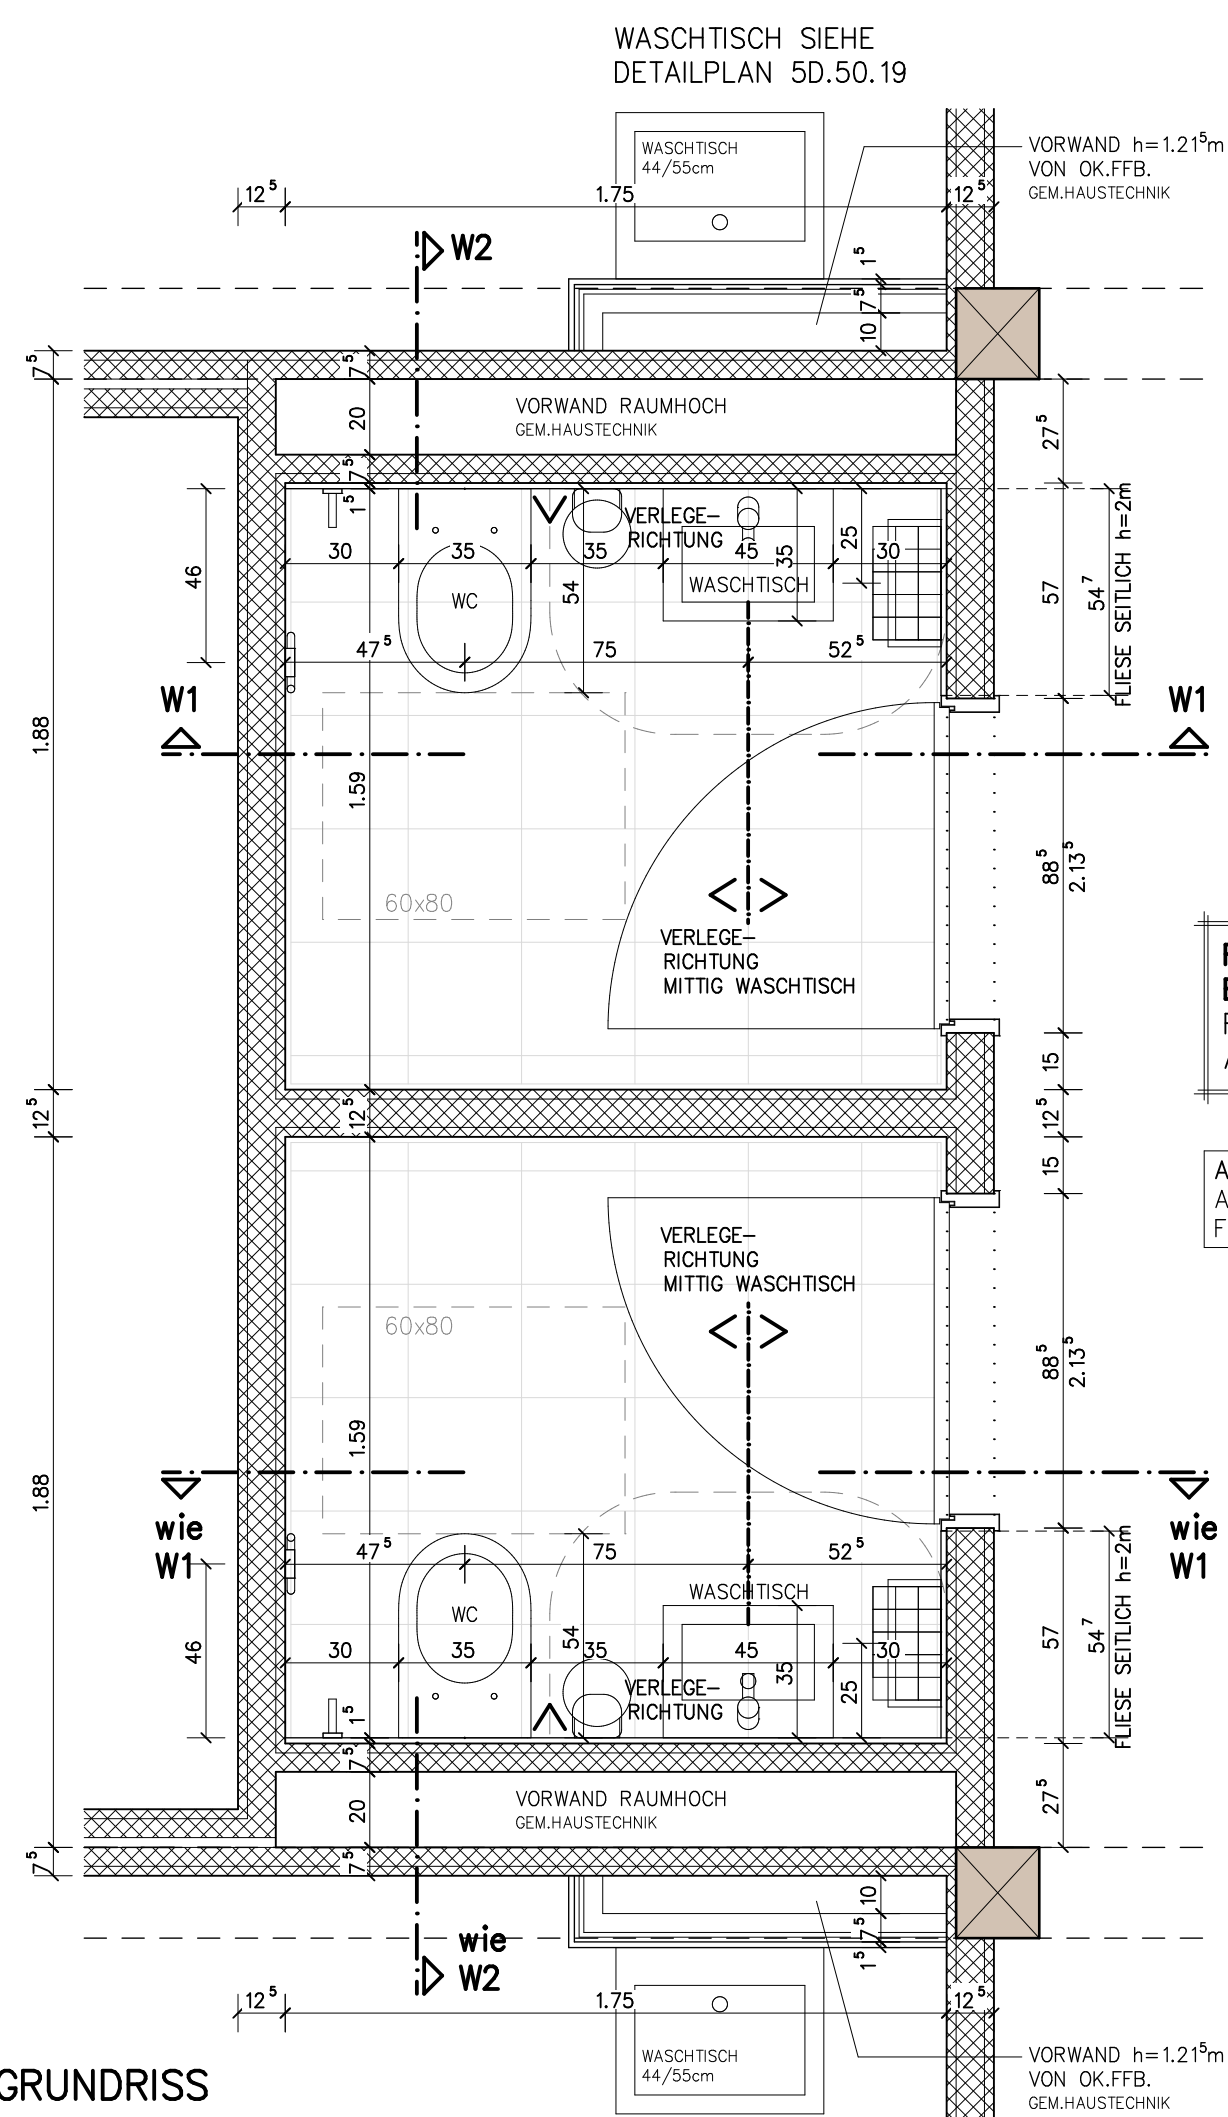 WASCHTISCH SIEHE
DETAILPLAN 5D.50.19
WASCHTISCH
44/55cm
VORWAND h=1.21⁵m
VON OK.FFB.
GEM.HAUSTECHNIK
12⁵
1.75
12⁵
W2
1⁵
7⁵
10
7⁵
7⁵
20
VORWAND RAUMHOCH
GEM.HAUSTECHNIK
27⁵
7⁵
1⁵
VERLEGE-
RICHTUNG
30
35
35
45
30
35
25
46
54
WC
WASCHTISCH
57
54⁷
FLIESE SEITLICH h=2m
47⁵
75
52⁵
W1
W1
1.88
1.59
88⁵
2.13⁵
60x80
VERLEGE-
RICHTUNG
MITTIG WASCHTISCH
15
12⁵
12⁵
12⁵
15
VERLEGE-
RICHTUNG
MITTIG WASCHTISCH
60x80
88⁵
2.13⁵
1.59
1.88
wie
W1
wie
W1
47⁵
75
52⁵
WASCHTISCH
WC
46
54
57
54⁷
FLIESE SEITLICH h=2m
30
35
35
45
30
35
25
VERLEGE-
RICHTUNG
1⁵
7⁵
20
VORWAND RAUMHOCH
GEM.HAUSTECHNIK
27⁵
7⁵
7⁵
10
7⁵
1⁵
wie
W2
12⁵
1.75
12⁵
WASCHTISCH
44/55cm
VORWAND h=1.21⁵m
VON OK.FFB.
GEM.HAUSTECHNIK
GRUNDRISS